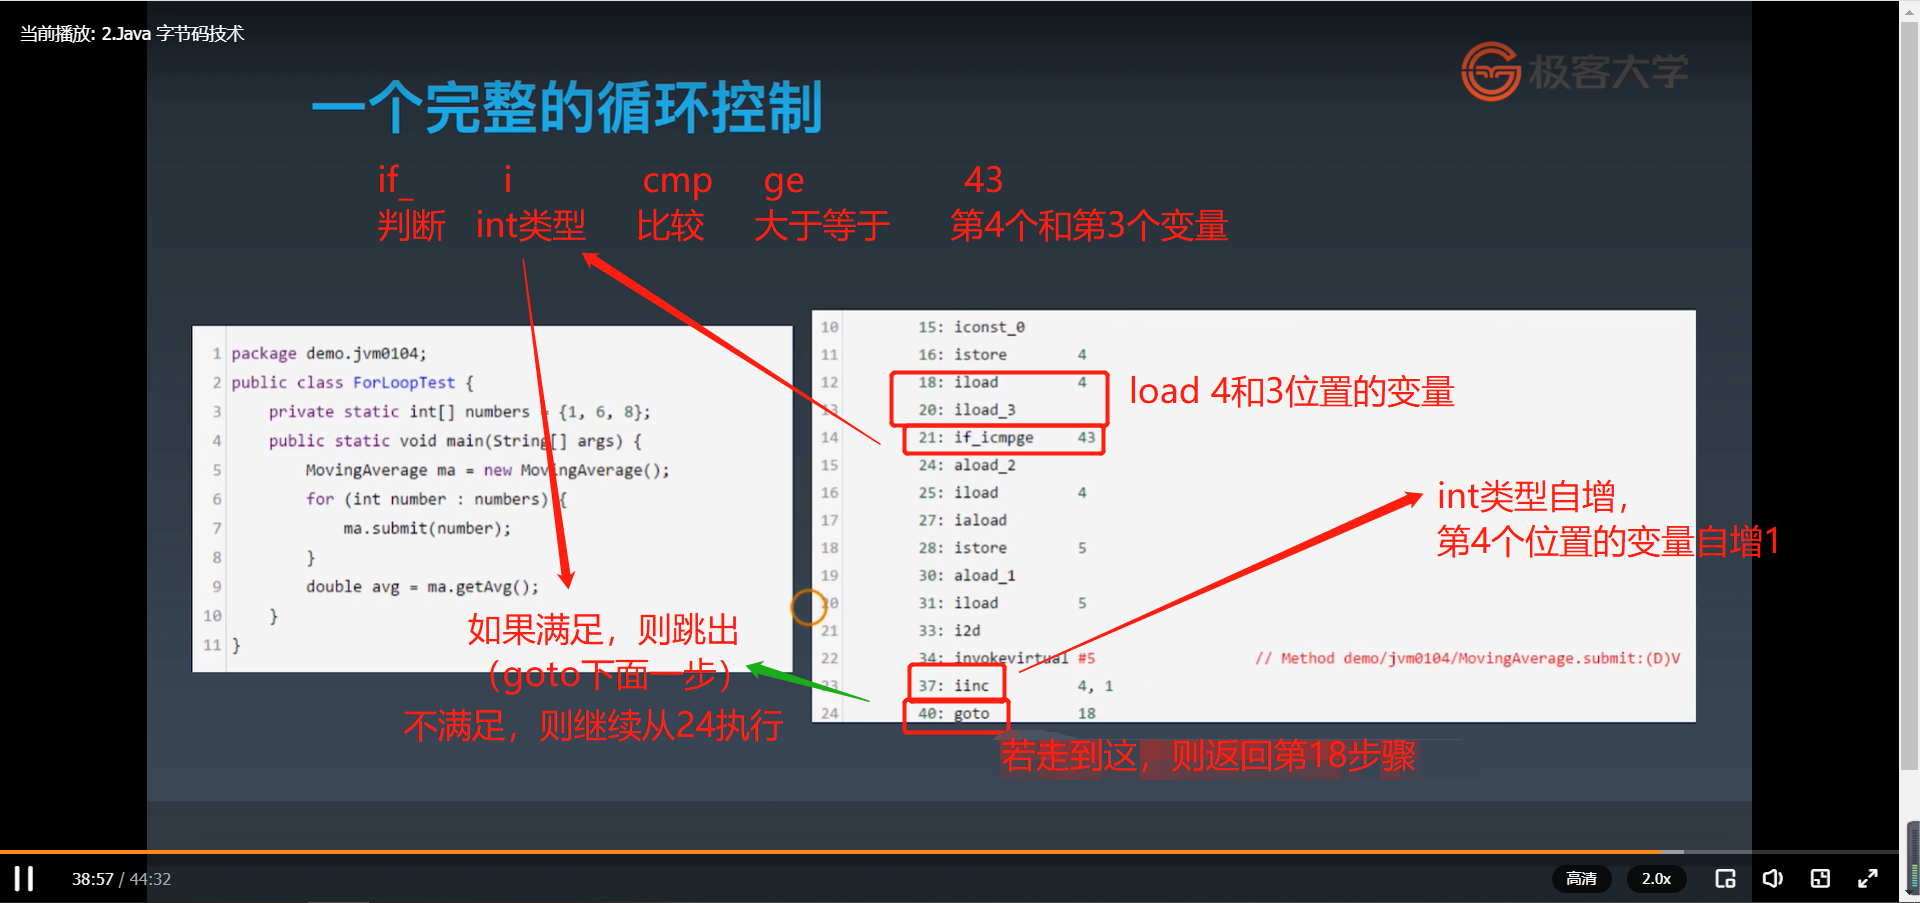 当前播放: 2.Java 字节码技术
极客大学
一个完整的循环控制
if_ i cmp ge 43
判断 int类型 比较 大于等于 第4个和第3个变量
1 package demo.jvm0104;
2 public class ForLoopTest {
3 private static int[] numbers = {1, 6, 8};
4 public static void main(String[] args) {
5 MovingAverage ma = new MovingAverage();
6 for (int number : numbers) {
7 ma.submit(number);
8 }
9 double avg = ma.getAvg();
10 }
11 }
如果满足，则跳出
（goto下面一步）
不满足，则继续从24执行
10 15: iconst_0
11 16: istore 4
12 18: iload 4
13 20: iload_3
14 21: if_icmpge 43
15 24: aload_2
16 25: iload 4
17 27: iaload
18 28: istore 5
19 30: aload_1
20 31: iload 5
21 33: i2d
22 34: invokevirtual #5 // Method demo/jvm0104/MovingAverage.submit:(D)V
23 37: iinc 4, 1
24 40: goto 18
load 4和3位置的变量
int类型自增，
第4个位置的变量自增1
若走到这，则返回第18步骤
38:57 / 44:32
高清
2.0x